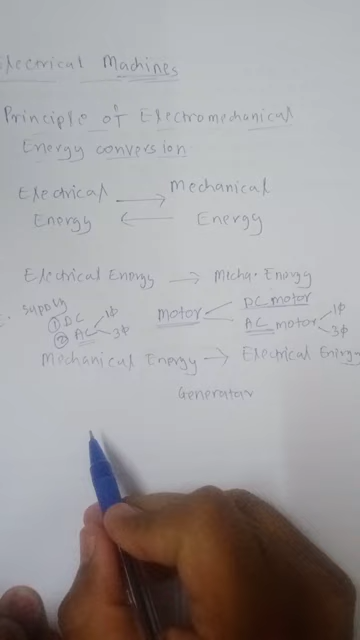 Electrical Machines
Principle of Electromechanical
Energy conversion
Electrical → Mechanical
Energy ← Energy
Electrical Energy → Mecha. Energy
Supply
① DC
② AC 1Φ 3Φ
motor DC motor
AC motor 1Φ 3Φ
Mechanical Energy → Electrical Energy
Generatar